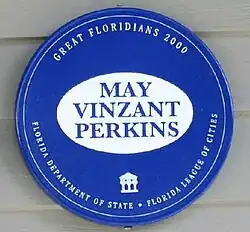 GREAT FLORIDIANS 2000
MAY
VINZANT
PERKINS
FLORIDA DEPARTMENT OF STATE • FLORIDA LEAGUE OF CITIES